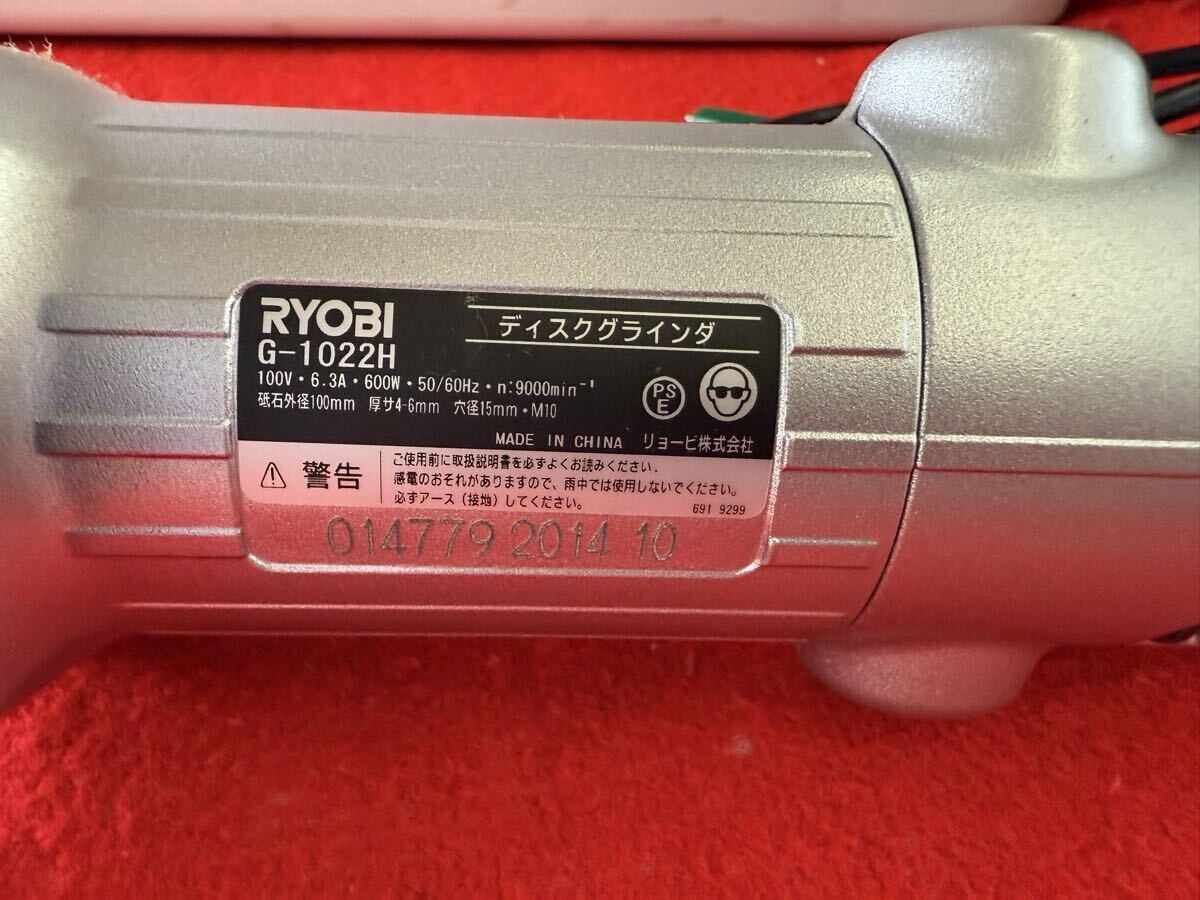 RYOBI
ディスクグラインダ
G-1022H
100V・6.3A・600W・50/60Hz・n:9000min⁻¹
砥石外径100mm 厚サ4-6mm 穴径15mm・M10
PS
E
MADE IN CHINA リョービ株式会社
警告
ご使用前に取扱説明書を必ずよくお読みください.
感電のおそれがありますので、雨中では使用しないでください。
必ずアース（接地）してください。
691 9299
014779 2014 10